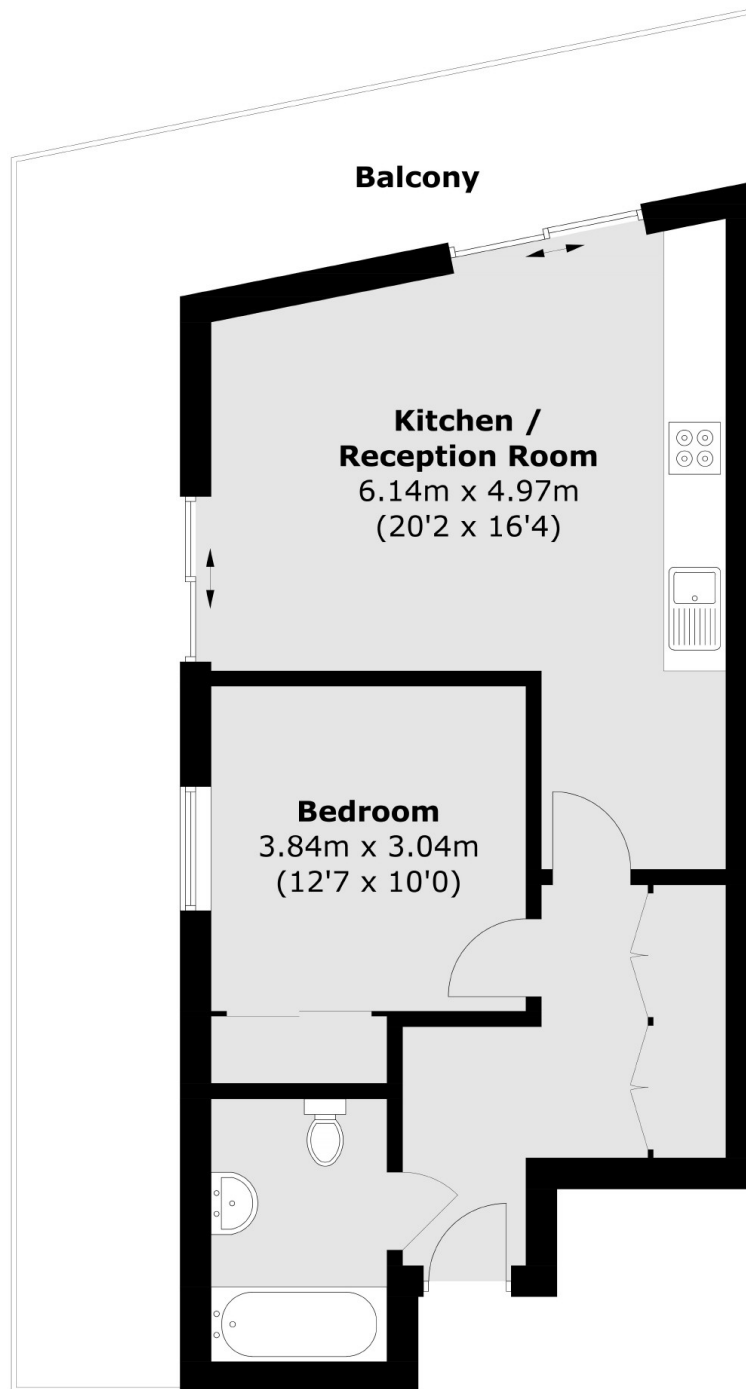 Balcony
Kitchen /
Reception Room
6.14m x 4.97m
(20'2 x 16'4)
Bedroom
3.84m x 3.04m
(12'7 x 10'0)